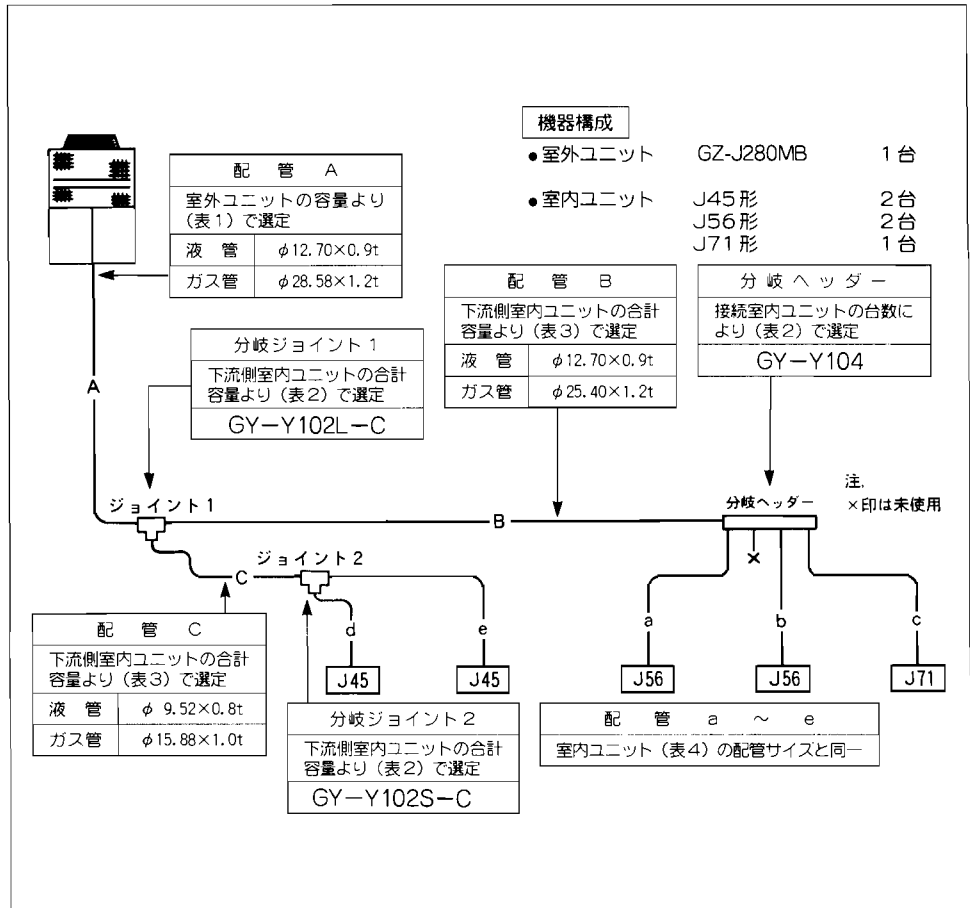 機器構成
●室外ユニット GZ-J280MB 1台
●室内ユニット J45形 2台
J56形 2台
J71形 1台
配管A
室外ユニットの容量より
(表1)で選定
液管 φ12.70×0.9t
ガス管 φ28.58×1.2t
配管B
下流側室内ユニットの合計
容量より(表3)で選定
液管 φ12.70×0.9t
ガス管 φ25.40×1.2t
分岐ヘッダー
接続室内ユニットの台数に
より(表2)で選定
GY-Y104
分岐ジョイント1
下流側室内ユニットの合計
容量より(表2)で選定
GY-Y102L-C
A
ジョイント1
B
分岐ヘッダー
注.
×印は未使用
C
ジョイント2
×
d
e
a
b
c
J45
J45
J56
J56
J71
配管C
下流側室内ユニットの合計
容量より(表3)で選定
液管 φ 9.52×0.8t
ガス管 φ15.88×1.0t
分岐ジョイント2
下流側室内ユニットの合計
容量より(表2)で選定
GY-Y102S-C
配管 a ~ e
室内ユニット(表4)の配管サイズと同一